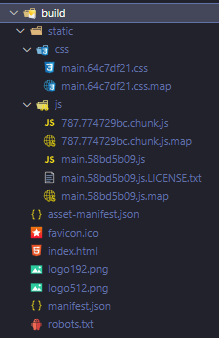 build
static
css
main.64c7df21.css
main.64c7df21.css.map
js
JS 787.774729bc.chunk.js
787.774729bc.chunk.js.map
JS main.58bd5b09.js
main.58bd5b09.js.LICENSE.txt
main.58bd5b09.js.map
{} asset-manifest.json
favicon.ico
index.html
logo192.png
logo512.png
{} manifest.json
robots.txt